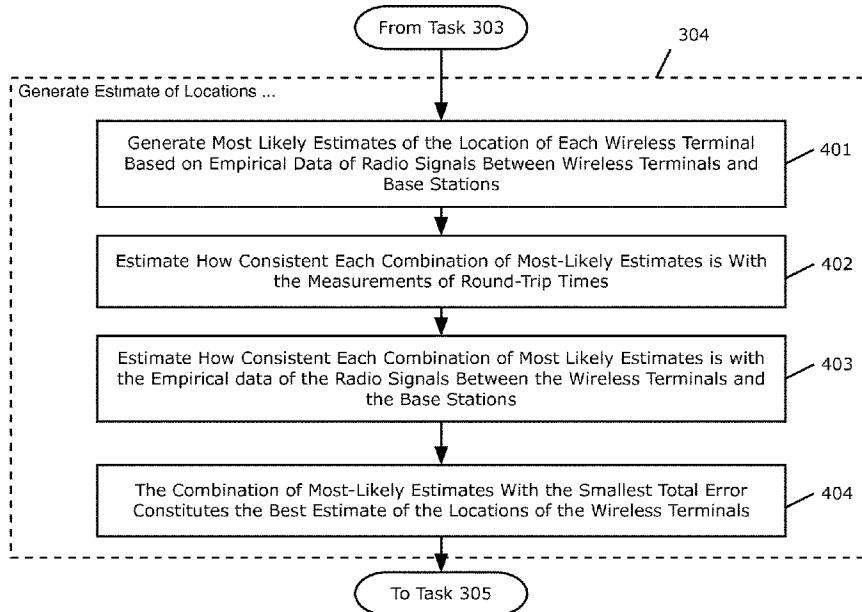 From Task 303
304
Generate Estimate of Locations ...
Generate Most Likely Estimates of the Location of Each Wireless Terminal
Based on Empirical Data of Radio Signals Between Wireless Terminals and
Base Stations
401
Estimate How Consistent Each Combination of Most-Likely Estimates is With
the Measurements of Round-Trip Times
402
Estimate How Consistent Each Combination of Most Likely Estimates is with
the Empirical data of the Radio Signals Between the Wireless Terminals and
the Base Stations
403
The Combination of Most-Likely Estimates With the Smallest Total Error
Constitutes the Best Estimate of the Locations of the Wireless Terminals
404
To Task 305